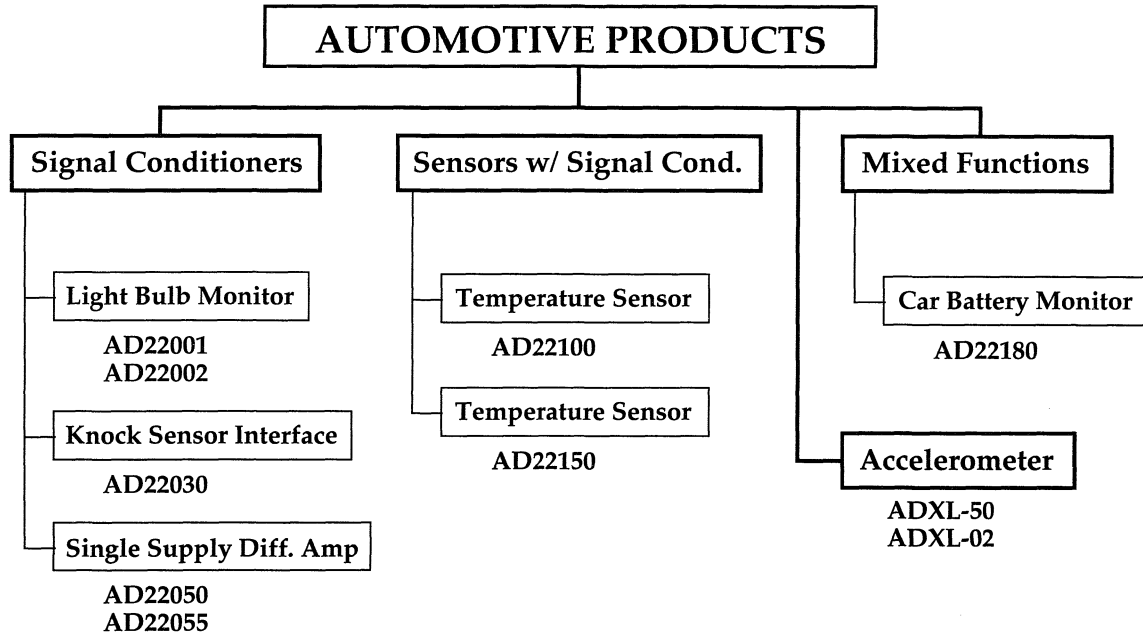 AUTOMOTIVE PRODUCTS
Signal Conditioners
Light Bulb Monitor
AD22001
AD22002
Knock Sensor Interface
AD22030
Single Supply Diff. Amp
AD22050
AD22055
Sensors w/ Signal Cond.
Temperature Sensor
AD22100
Temperature Sensor
AD22150
Mixed Functions
Car Battery Monitor
AD22180
Accelerometer
ADXL-50
ADXL-02